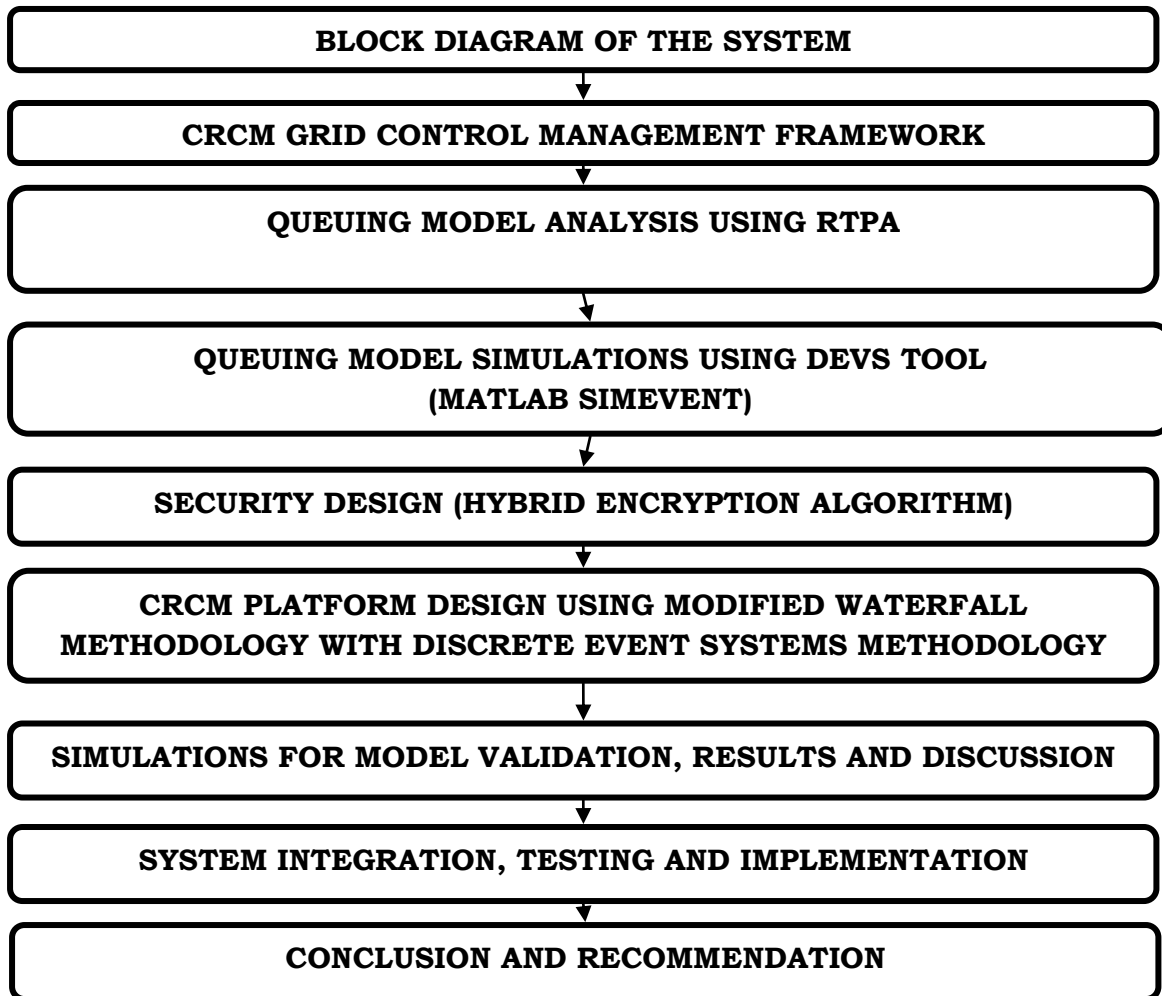 BLOCK DIAGRAM OF THE SYSTEM
CRCM GRID CONTROL MANAGEMENT FRAMEWORK
QUEUING MODEL ANALYSIS USING RTPA
QUEUING MODEL SIMULATIONS USING DEVS TOOL
(MATLAB SIMEVENT)
SECURITY DESIGN (HYBRID ENCRYPTION ALGORITHM)
CRCM PLATFORM DESIGN USING MODIFIED WATERFALL
METHODOLOGY WITH DISCRETE EVENT SYSTEMS METHODOLOGY
SIMULATIONS FOR MODEL VALIDATION, RESULTS AND DISCUSSION
SYSTEM INTEGRATION, TESTING AND IMPLEMENTATION
CONCLUSION AND RECOMMENDATION